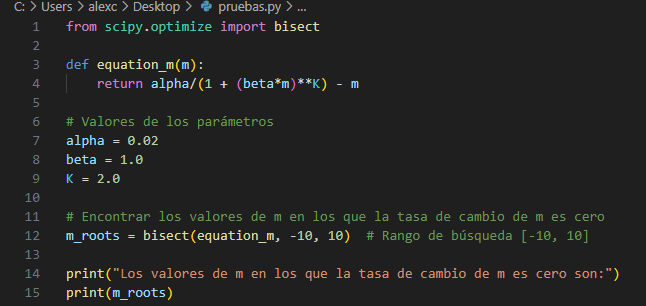 C: > Users > alexc > Desktop > pruebas.py > ...
1 from scipy.optimize import bisect
2
3 def equation_m(m):
4     return alpha/(1 + (beta*m)**K) - m
5
6 # Valores de los parámetros
7 alpha = 0.02
8 beta = 1.0
9 K = 2.0
10
11 # Encontrar los valores de m en los que la tasa de cambio de m es cero
12 m_roots = bisect(equation_m, -10, 10)  # Rango de búsqueda [-10, 10]
13
14 print("Los valores de m en los que la tasa de cambio de m es cero son:")
15 print(m_roots)